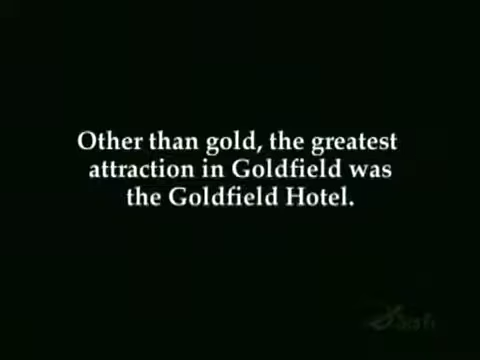 Other than gold, the greatest
attraction in Goldfield was
the Goldfield Hotel.